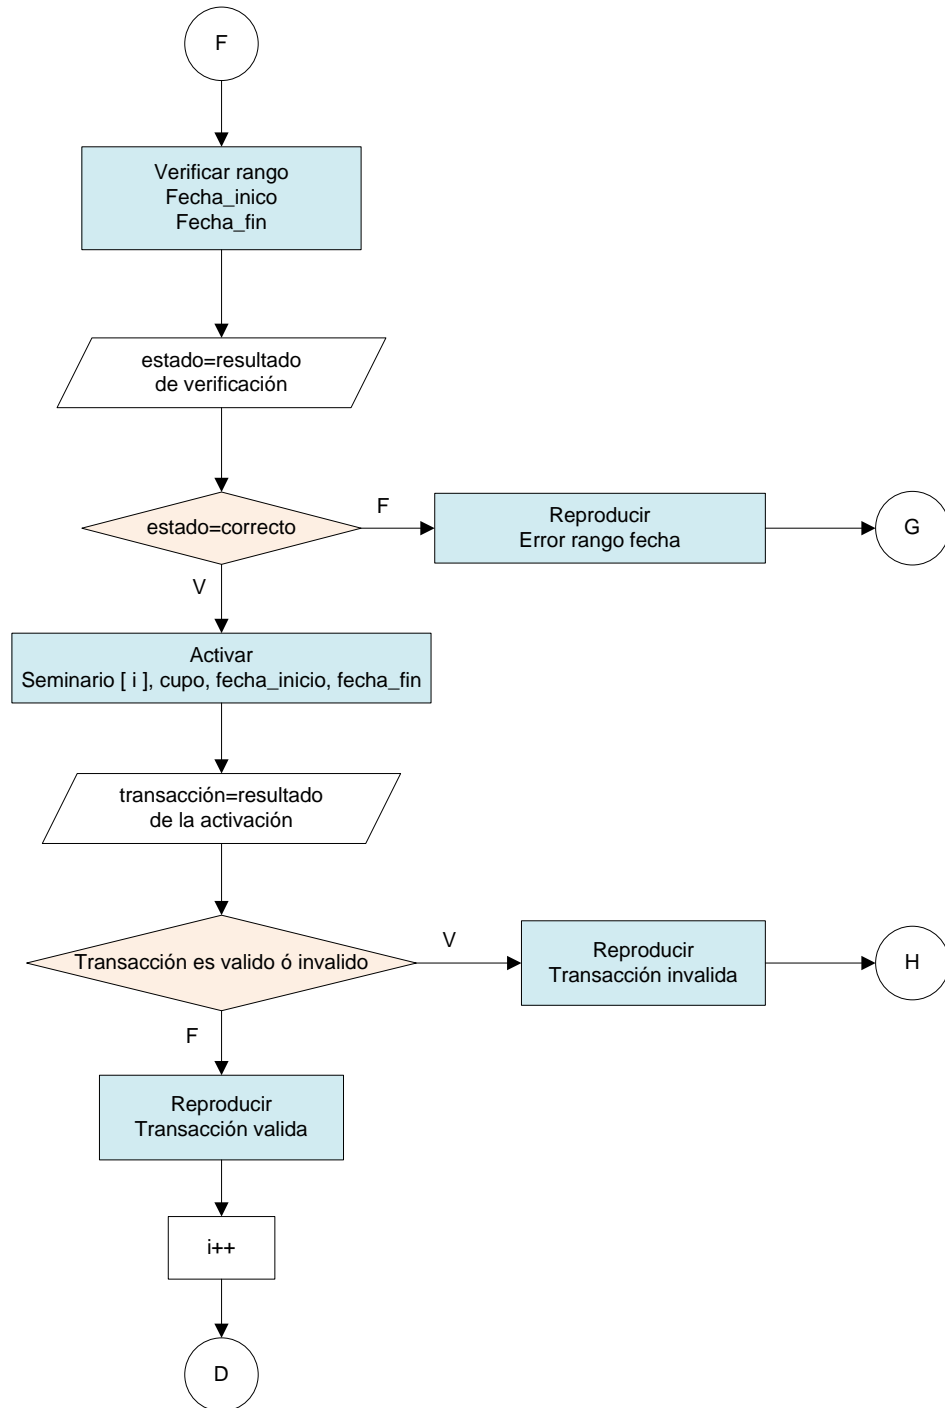 F
Verificar rango
Fecha_inico
Fecha_fin
estado=resultado
de verificación
estado=correcto
F
Reproducir
Error rango fecha
G
V
Activar
Seminario [ i ], cupo, fecha_inicio, fecha_fin
transacción=resultado
de la activación
Transacción es valido ó invalido
V
Reproducir
Transacción invalida
H
F
Reproducir
Transacción valida
i++
D